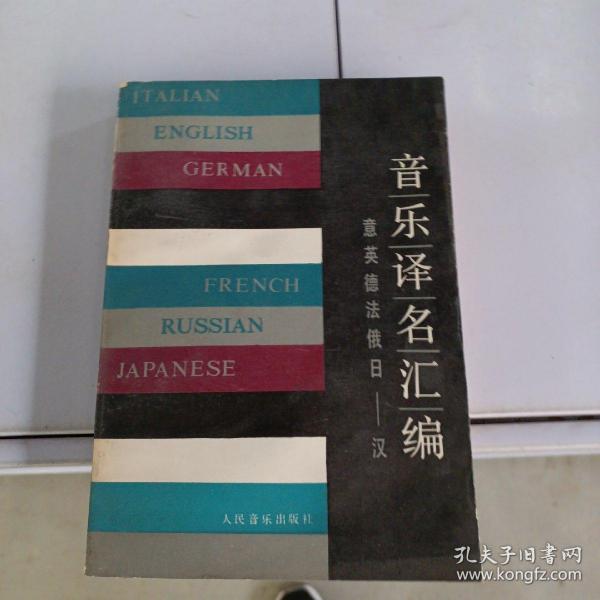 ITALIAN
ENGLISH
GERMAN
FRENCH
RUSSIAN
JAPANESE
音乐译名汇编
意英德法俄日——汉
人民音乐出版社
孔夫子旧书网
www.kongfz.com